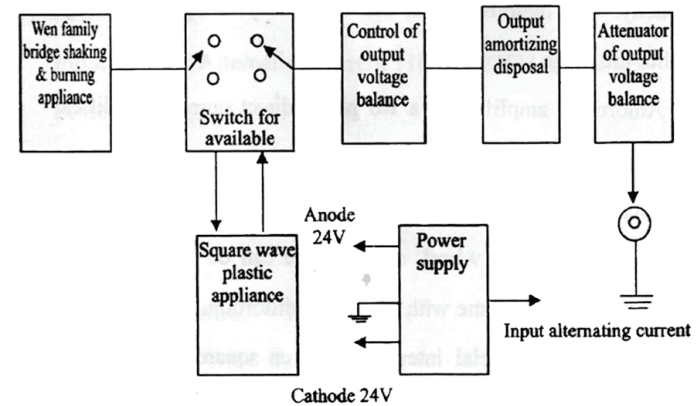 Wen family
bridge shaking
& burning
appliance
Switch for
available
Control of
output
voltage
balance
Output
amortizing
disposal
Attenuator
of output
voltage
balance
Square wave
plastic
appliance
Anode
24V
Power
supply
Input alternating current
Cathode 24V